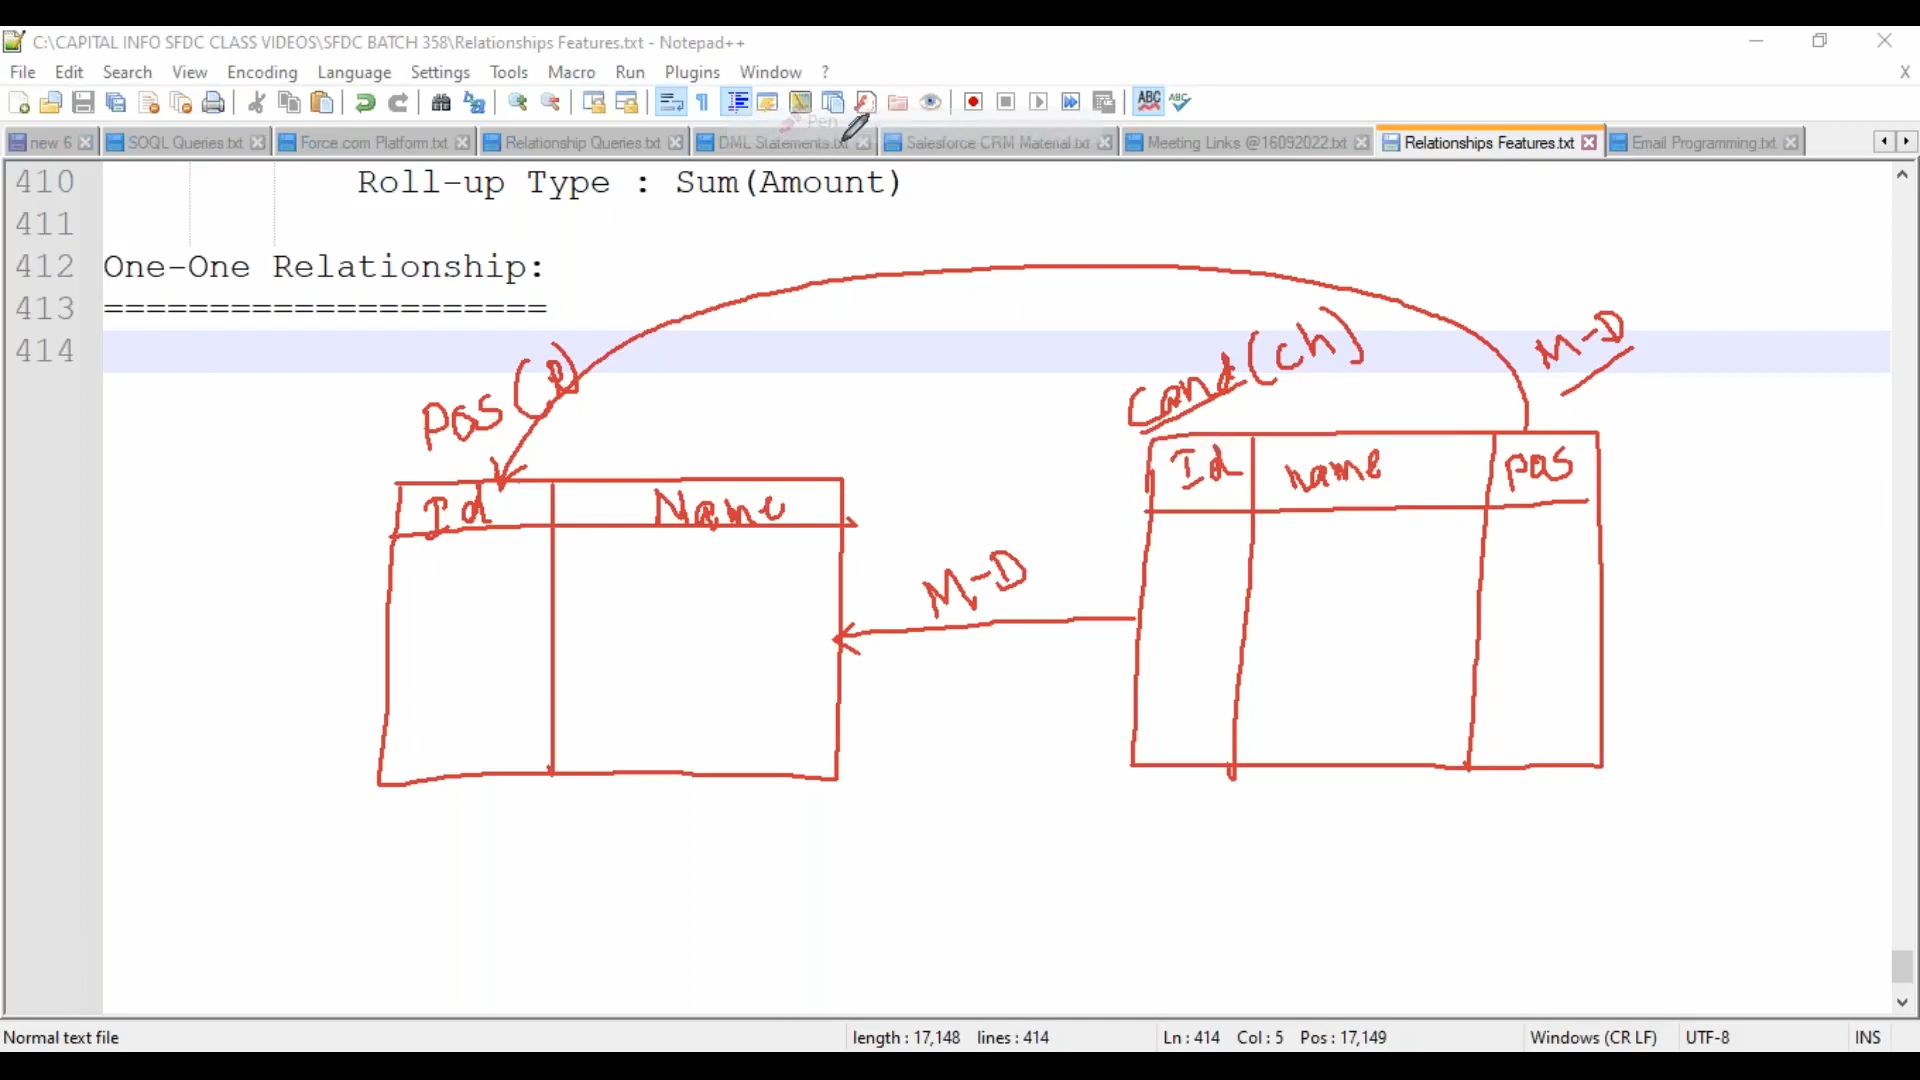 C:\CAPITAL INFO SFDC CLASS VIDEOS\SFDC BATCH 358\Relationships Features.txt - Notepad++
File Edit Search View Encoding Language Settings Tools Macro Run Plugins Window ? X
ABC ABC
Pen
new 6 SOQL Queries.txt Force com Platform.txt Relationship Queries.txt DML Statements.txt Salesforce CRM Material.txt Meeting Links @16092022.txt Relationships Features.txt Email Programming.txt
410 Roll-up Type : Sum(Amount)
411
412 One-One Relationship:
413 =====================
414
M-D
Cand(ch)
Pos(P)
Id name pos
Id Name
M-D
Normal text file length : 17,148 lines : 414 Ln : 414 Col : 5 Pos : 17,149 Windows (CR LF) UTF-8 INS